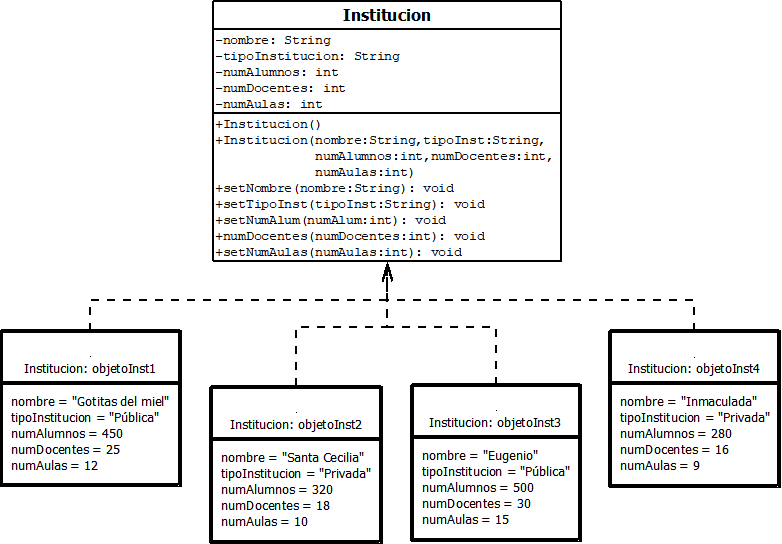 Institucion
-nombre: String
-tipoInstitucion: String
-numAlumnos: int
-numDocentes: int
-numAulas: int
+Institucion()
+Institucion(nombre:String,tipoInst:String,
numAlumnos:int,numDocentes:int,
numAulas:int)
+setNombre(nombre:String): void
+setTipoInst(tipoInst:String): void
+setNumAlum(numAlum:int): void
+numDocentes(numDocentes:int): void
+setNumAulas(numAulas:int): void
Institucion: objetoInst1
nombre = "Gotitas del miel"
tipoInstitucion = "Pública"
numAlumnos = 450
numDocentes = 25
numAulas = 12
Institucion: objetoInst2
nombre = "Santa Cecilia"
tipoInstitucion = "Privada"
numAlumnos = 320
numDocentes = 18
numAulas = 10
Institucion: objetoInst3
nombre = "Eugenio"
tipoInstitucion = "Pública"
numAlumnos = 500
numDocentes = 30
numAulas = 15
Institucion: objetoInst4
nombre = "Inmaculada"
tipoInstitucion = "Privada"
numAlumnos = 280
numDocentes = 16
numAulas = 9